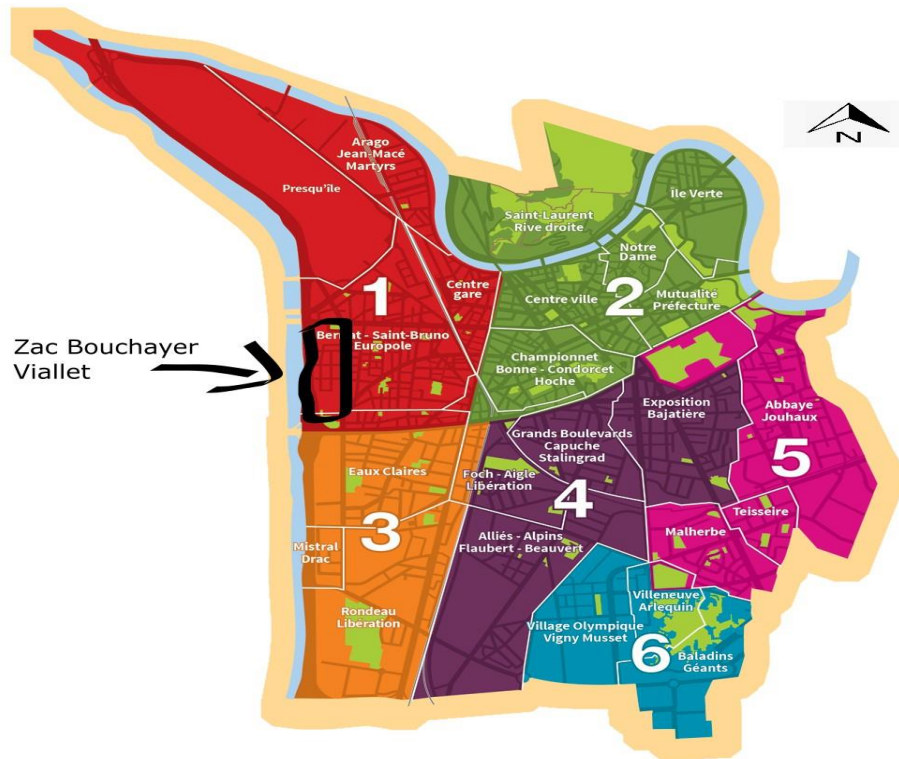 Arago
Jean-Macé
Martyrs
Presqu'île
Île Verte
Saint-Laurent
Rive droite
N
Notre
Dame
1
Centre
gare
Centre ville
2
Mutualité
Préfecture
Zac Bouchayer
Viallet
Saint-Bruno
Europole
Championnet
Bonne - Condorcet
Hoche
Exposition
Bajatière
Abbaye
Jouhaux
5
Grands Boulevards
Capuche
Stalingrad
Eaux Claires
Foch - Aigle
Libération
4
3
Teisseire
Malherbe
Alliés - Alpins
Flaubert - Beauvert
Mistral
Drac
Rondeau
Libération
Villeneuve
Arlequin
Village Olympique
Vigny Musset
6
Baladins
Géants